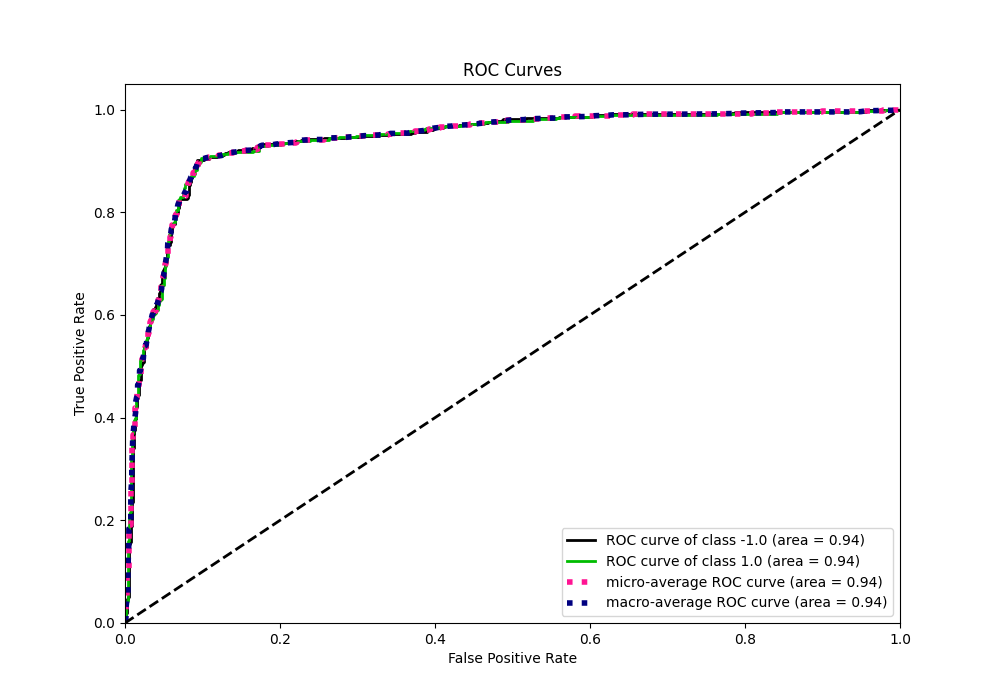 ROC Curves
1.0
0.8
0.6
0.4
0.2
0.0
True Positive Rate
ROC curve of class -1.0 (area = 0.94)
ROC curve of class 1.0 (area = 0.94)
micro-average ROC curve (area = 0.94)
macro-average ROC curve (area = 0.94)
0.0 0.2 0.4 0.6 0.8 1.0
False Positive Rate